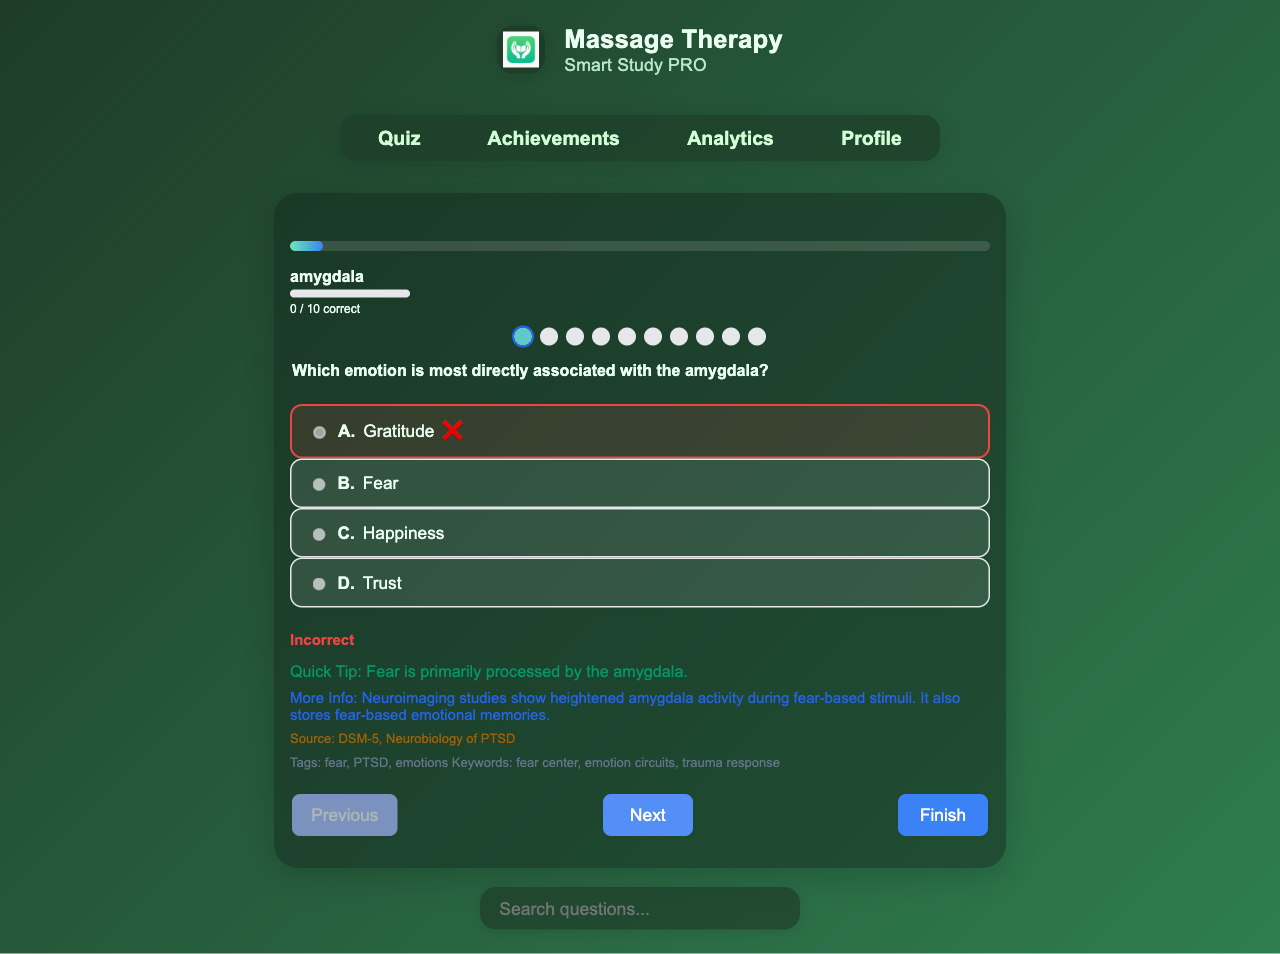 Massage Therapy
Smart Study PRO
Quiz Achievements Analytics Profile
amygdala
0 / 10 correct
Which emotion is most directly associated with the amygdala?
A. Gratitude ❌
B. Fear
C. Happiness
D. Trust
Incorrect
Quick Tip: Fear is primarily processed by the amygdala.
More Info: Neuroimaging studies show heightened amygdala activity during fear-based stimuli. It also
stores fear-based emotional memories.
Source: DSM-5, Neurobiology of PTSD
Tags: fear, PTSD, emotions Keywords: fear center, emotion circuits, trauma response
Previous Next Finish
Search questions...